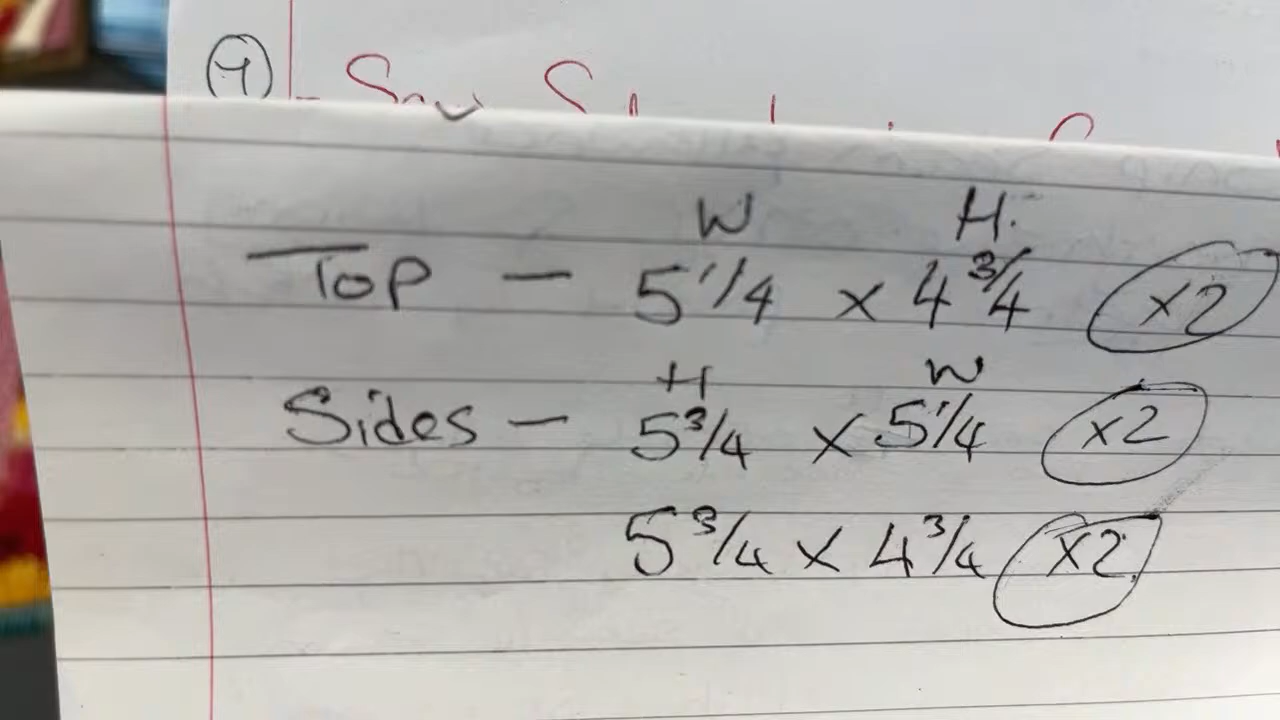 4
W H.
Top - 5 1/4 x 4 3/4 x2
H W
Sides - 5 3/4 x 5 1/4 x2
5 3/4 x 4 3/4 x2